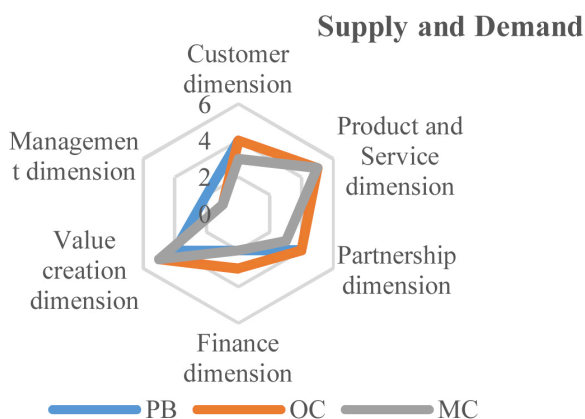 Supply and Demand
Customer
dimension
6
4
2
0
Product and
Service
dimension
Partnership
dimension
Finance
dimension
Value
creation
dimension
Managemen
t dimension
PB
OC
MC